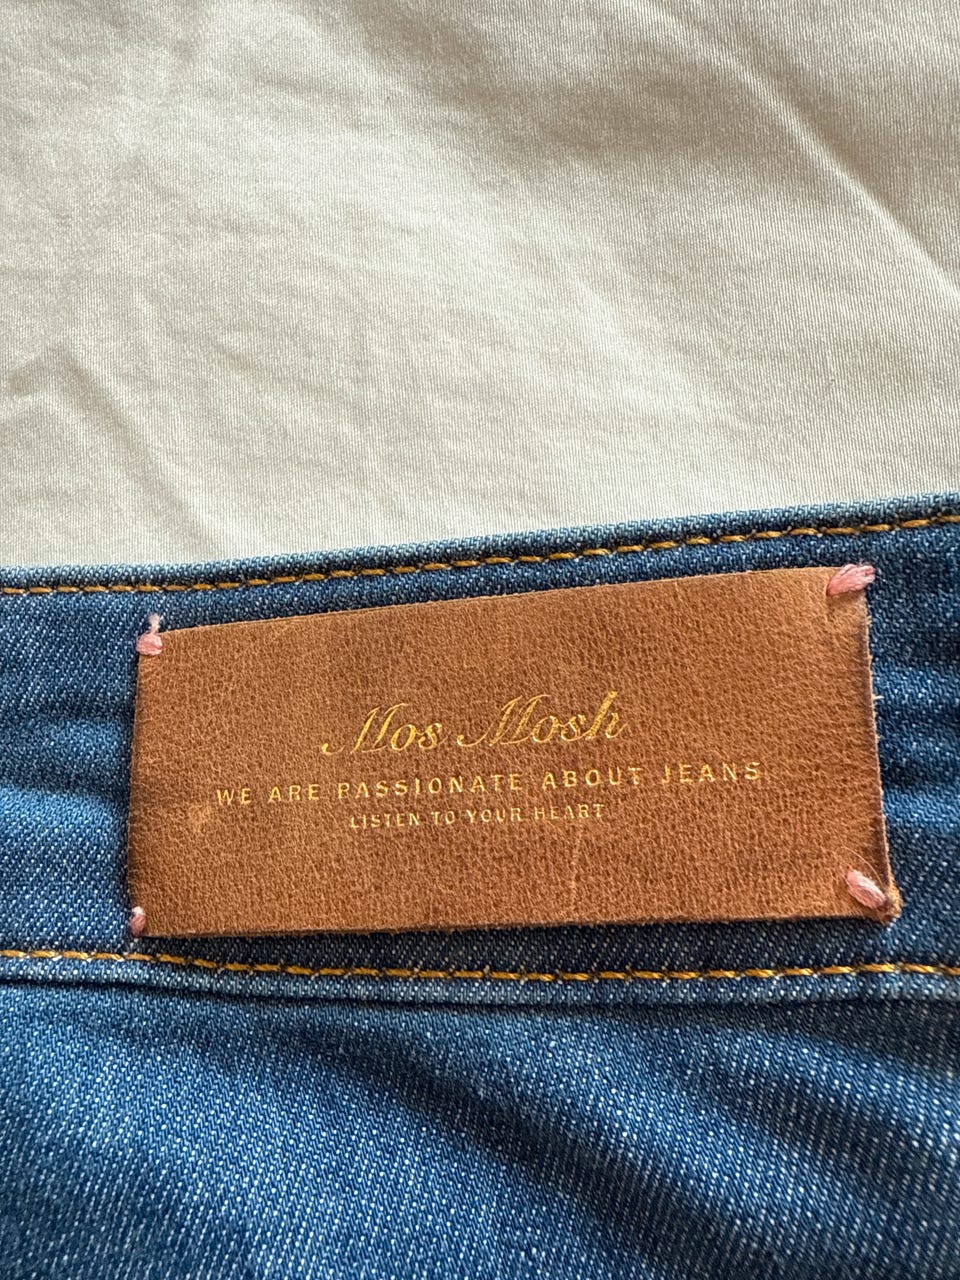 Mos Mosh
WE ARE PASSIONATE ABOUT JEANS
LISTEN TO YOUR HEART